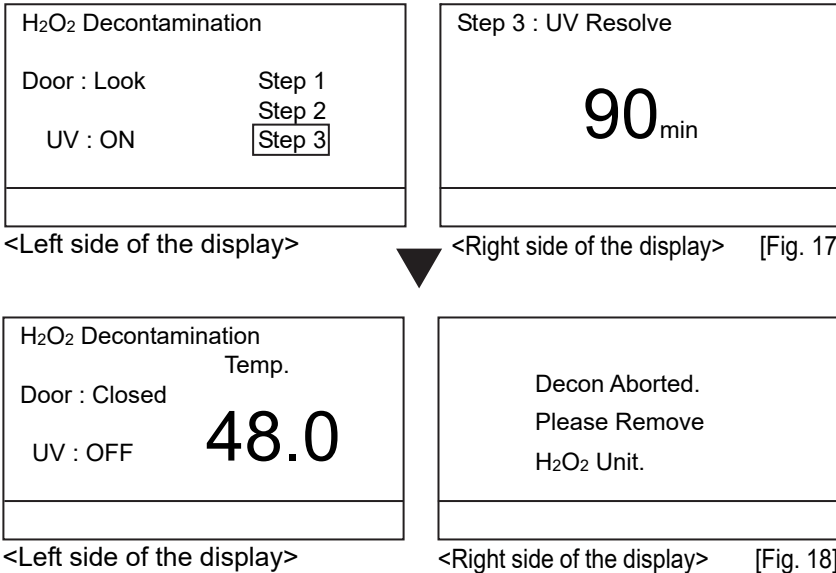 H2O2 Decontamination
Door : Look
Step 1
Step 2
UV : ON
Step 3
Step 3 : UV Resolve
90 min
<Left side of the display>
<Right side of the display>
[Fig. 17
H2O2 Decontamination
Temp.
Door : Closed
48.0
UV : OFF
Decon Aborted.
Please Remove
H2O2 Unit.
<Left side of the display>
<Right side of the display>
[Fig. 18]